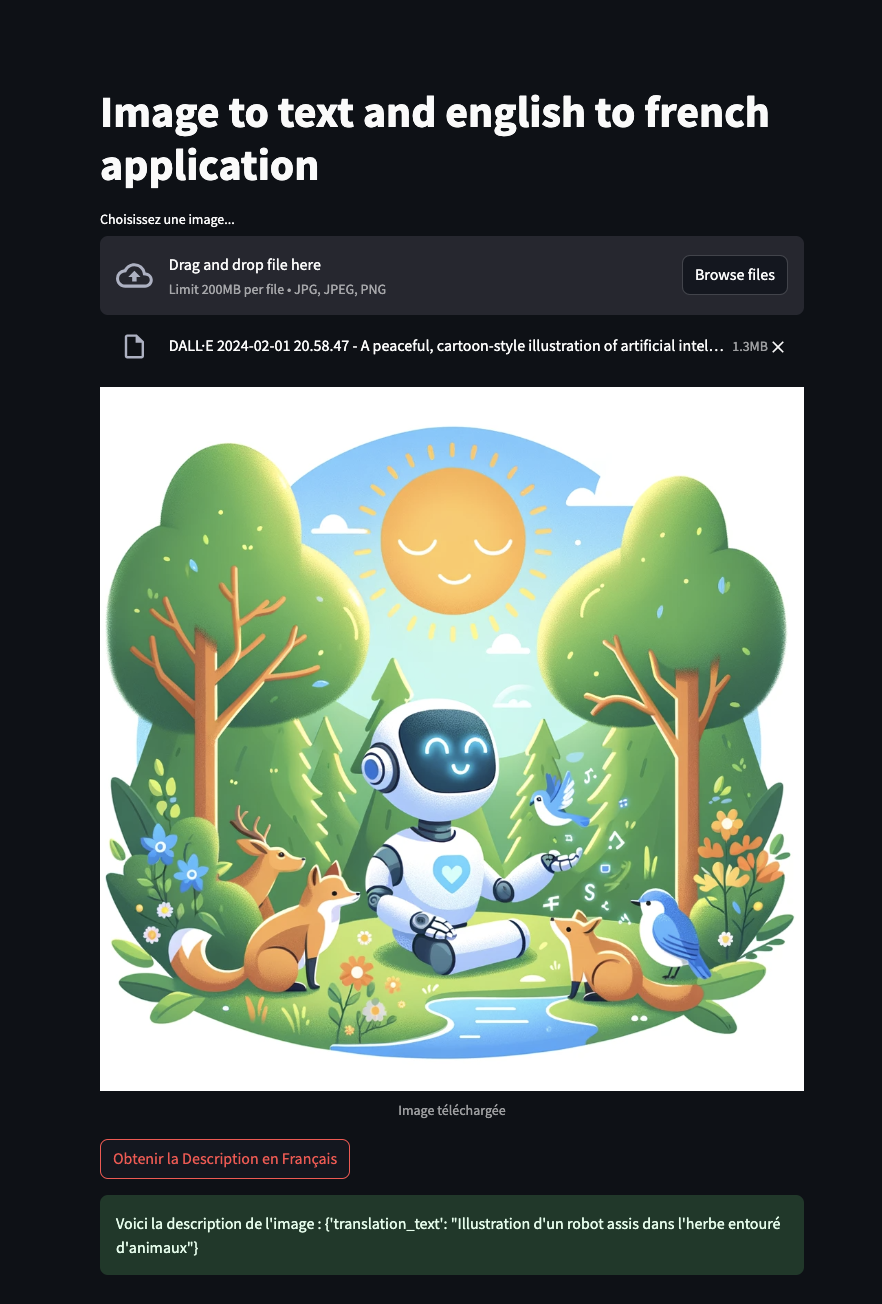 Image to text and english to french
application
Choisissez une image...
Drag and drop file here
Limit 200MB per file • JPG, JPEG, PNG
Browse files
DALL·E 2024-02-01 20.58.47 - A peaceful, cartoon-style illustration of artificial intel...
1.3MB
Image téléchargée
Obtenir la Description en Français
Voici la description de l'image : {'translation_text': "Illustration d'un robot assis dans l'herbe entouré
d'animaux"}